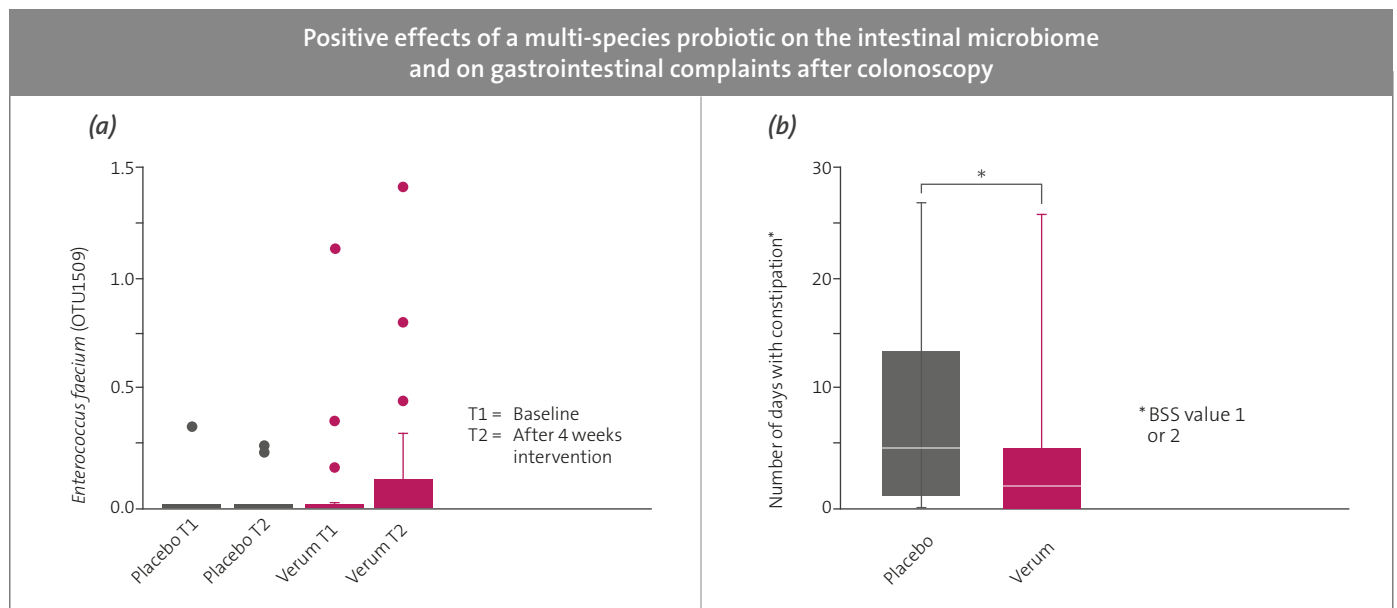 Positive effects of a multi-species probiotic on the intestinal microbiome
and on gastrointestinal complaints after colonoscopy
(a)
Enterococcus faecium (OTU1509)
1.5
1.0
0.5
0.0
Placebo T1
Placebo T2
Verum T1
Verum T2
T1 = Baseline
T2 = After 4 weeks
intervention
(b)
Number of days with constipation*
30
20
10
0
*
Placebo
Verum
* BSS value 1
or 2